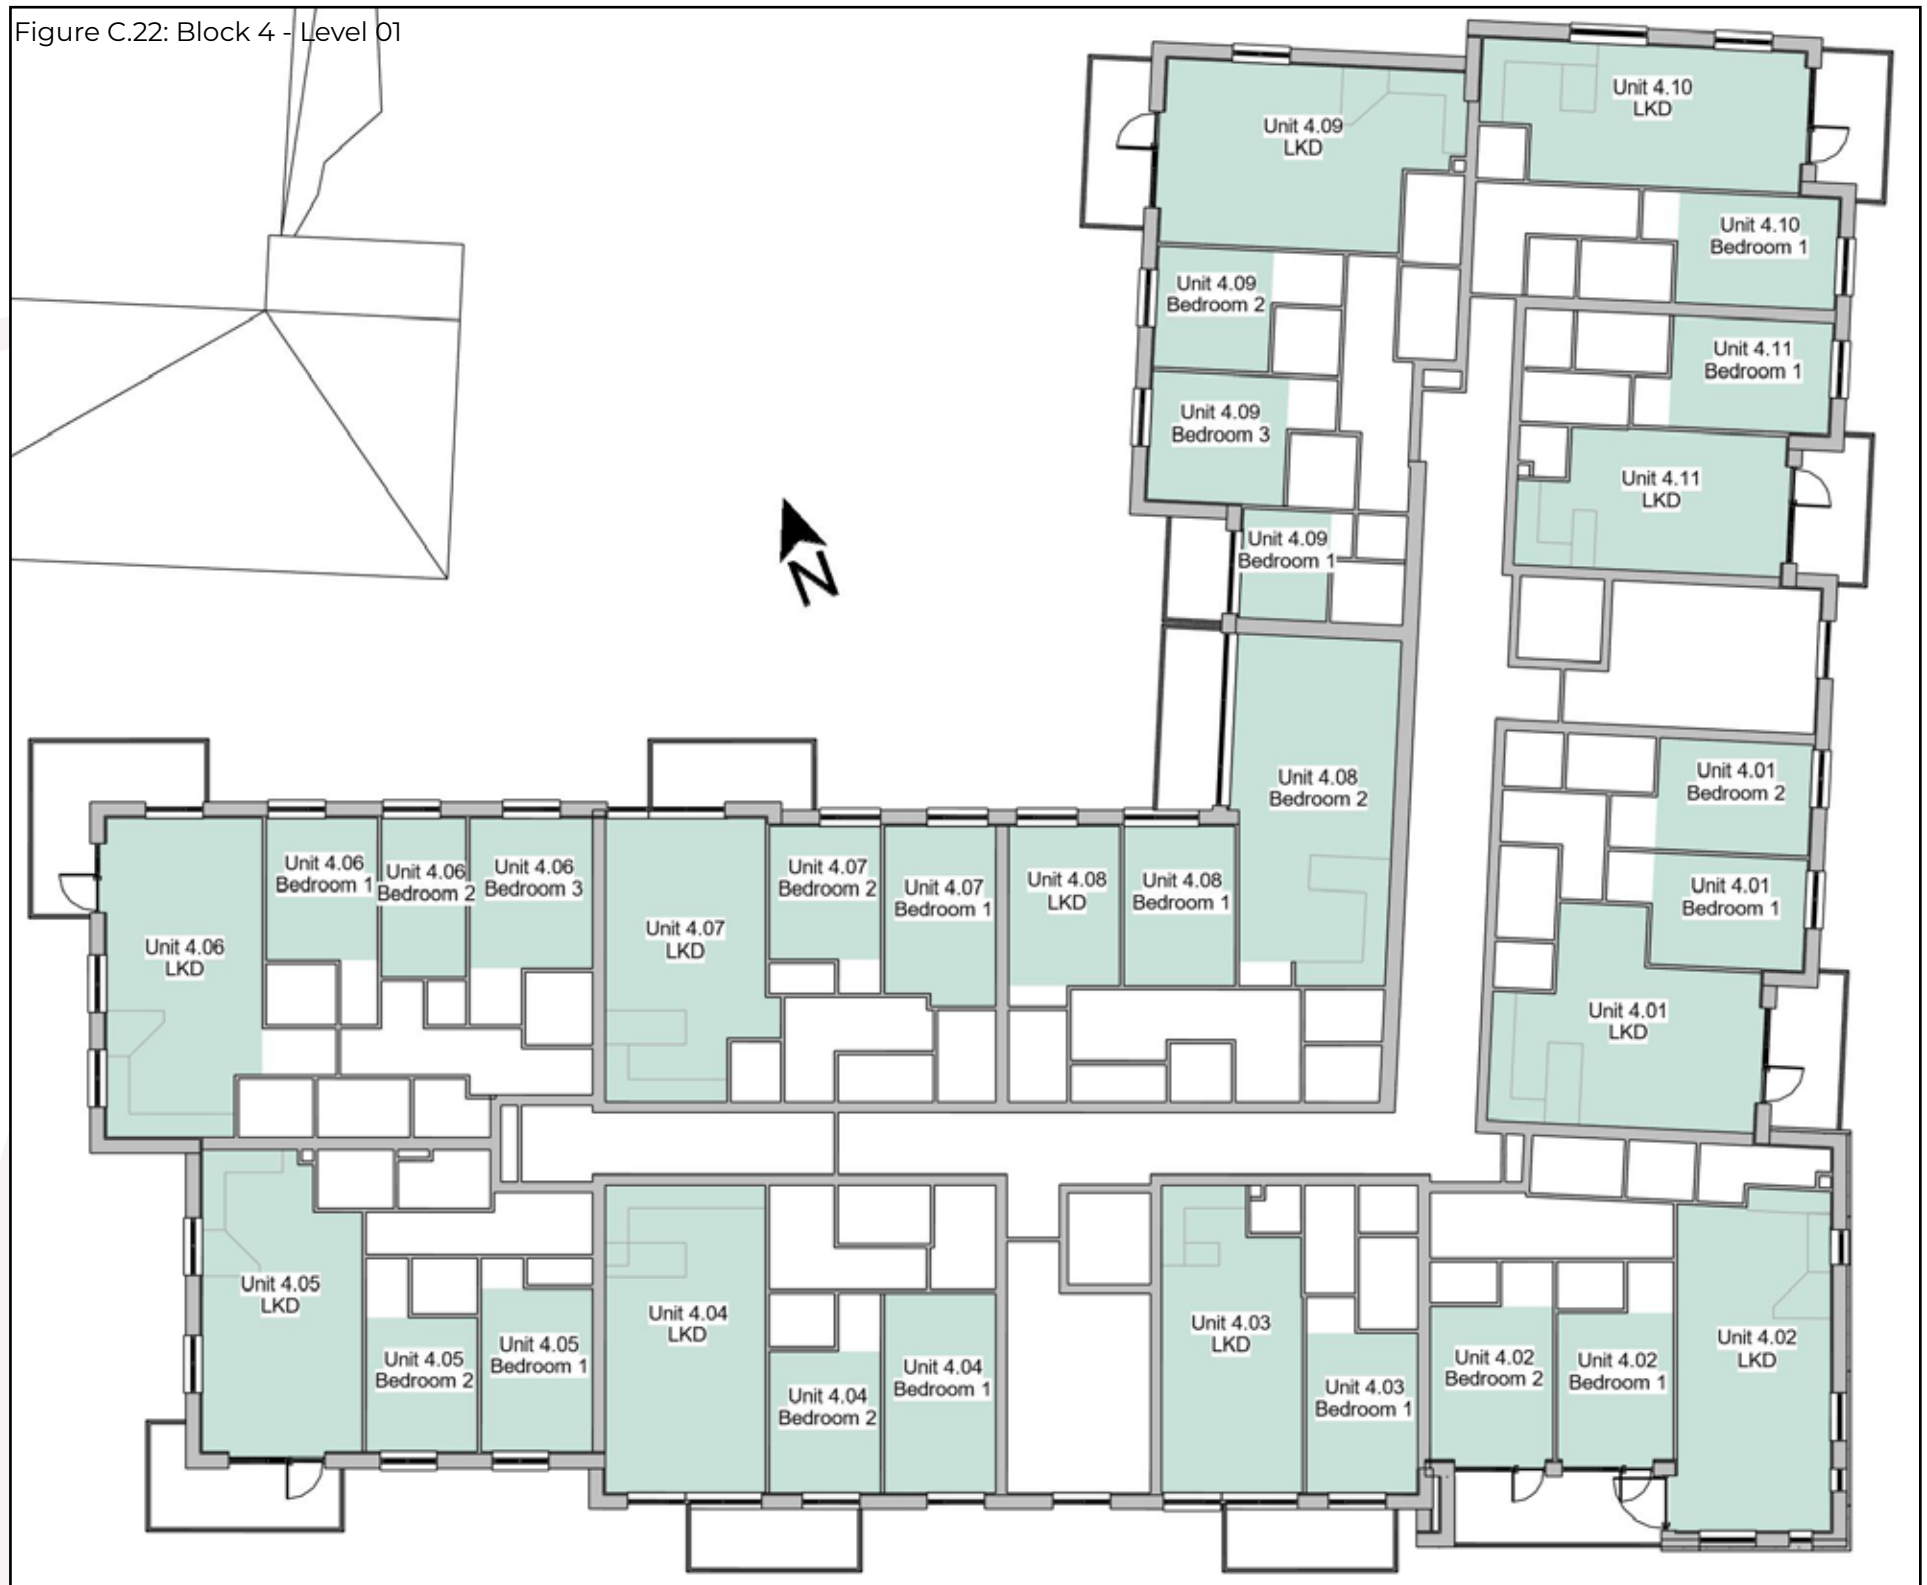 Figure C.22: Block 4 - Level 01
Unit 4.10
LKD
Unit 4.09
LKD
Unit 4.10
Bedroom 1
Unit 4.09
Bedroom 2
Unit 4.11
Bedroom 1
Unit 4.09
Bedroom 3
Unit 4.11
LKD
Unit 4.09
Bedroom 1
N
Unit 4.08
Bedroom 2
Unit 4.01
Bedroom 2
Unit 4.06
Bedroom 1
Unit 4.06
Bedroom 2
Unit 4.06
Bedroom 3
Unit 4.07
Bedroom 2
Unit 4.07
Bedroom 1
Unit 4.08
LKD
Unit 4.08
Bedroom 1
Unit 4.01
Bedroom 1
Unit 4.06
LKD
Unit 4.07
LKD
Unit 4.01
LKD
Unit 4.05
LKD
Unit 4.04
LKD
Unit 4.03
LKD
Unit 4.02
LKD
Unit 4.05
Bedroom 2
Unit 4.05
Bedroom 1
Unit 4.04
Bedroom 2
Unit 4.04
Bedroom 1
Unit 4.03
Bedroom 1
Unit 4.02
Bedroom 2
Unit 4.02
Bedroom 1